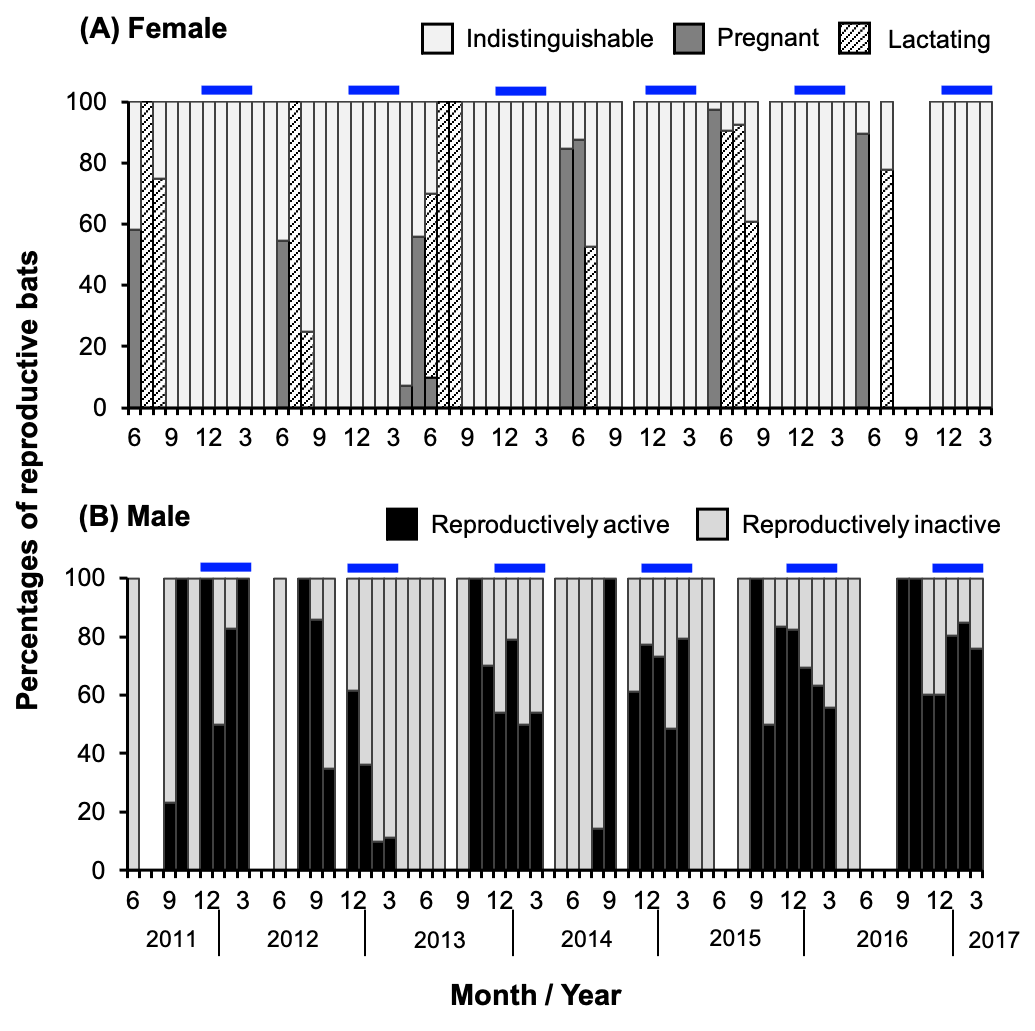 (A) Female
Indistinguishable Pregnant Lactating
100
80
60
40
20
0
6 9 12 3 6 9 12 3 6 9 12 3 6 9 12 3 6 9 12 3 6 9 12 3
Percentages of reproductive bats
(B) Male
Reproductively active Reproductively inactive
100
80
60
40
20
0
6 9 12 3 6 9 12 3 6 9 12 3 6 9 12 3 6 9 12 3 6 9 12 3
2011 2012 2013 2014 2015 2016 2017
Month / Year